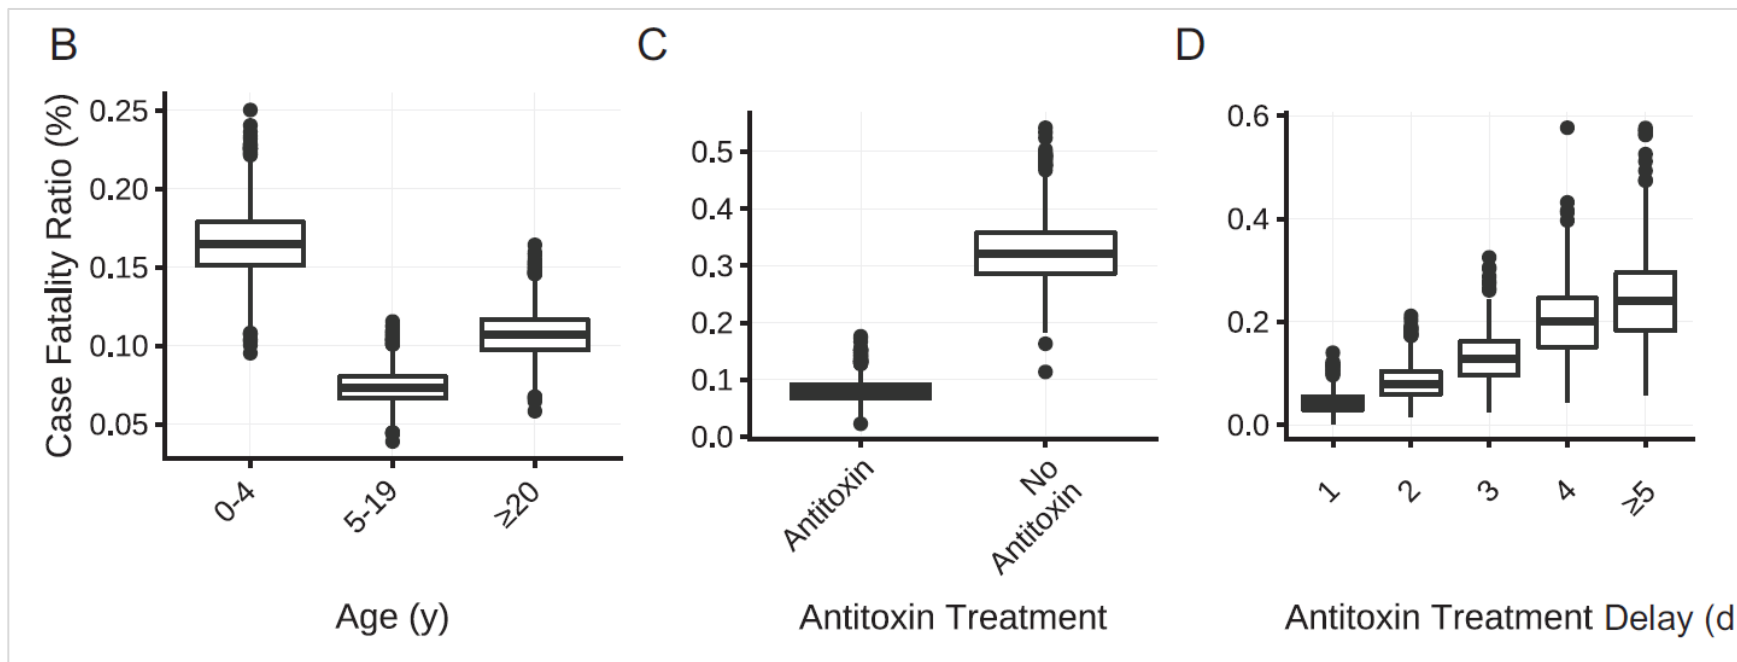 B
Case Fatality Ratio (%)
0.25
0.20
0.15
0.10
0.05
0-4
5-19
≥20
Age (y)
C
0.5
0.4
0.3
0.2
0.1
0.0
Antitoxin
No
Antitoxin
Antitoxin Treatment
D
0.6
0.4
0.2
0.0
1
2
3
4
≥5
Antitoxin Treatment Delay (d